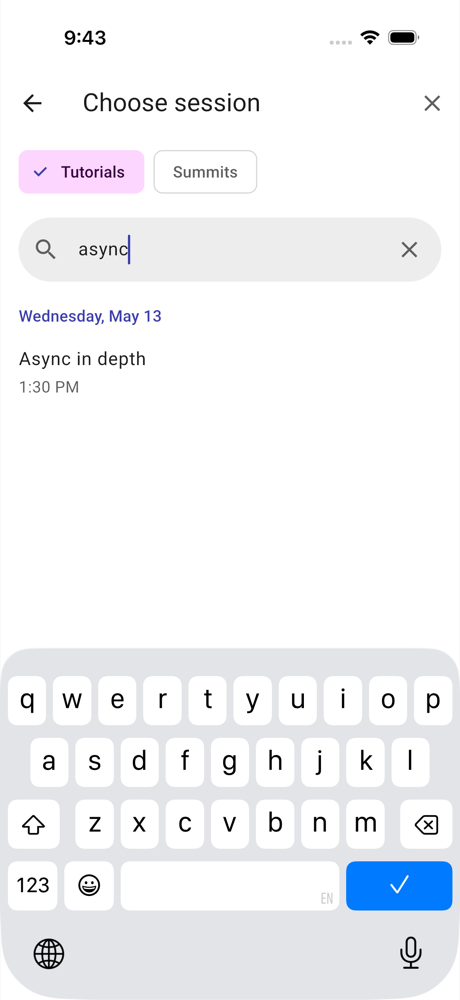 9:43
Choose session
Tutorials Summits
async
Wednesday, May 13
Async in depth
1:30 PM
q w e r t y u i o p
a s d f g h j k l
z x c v b n m
123 EN